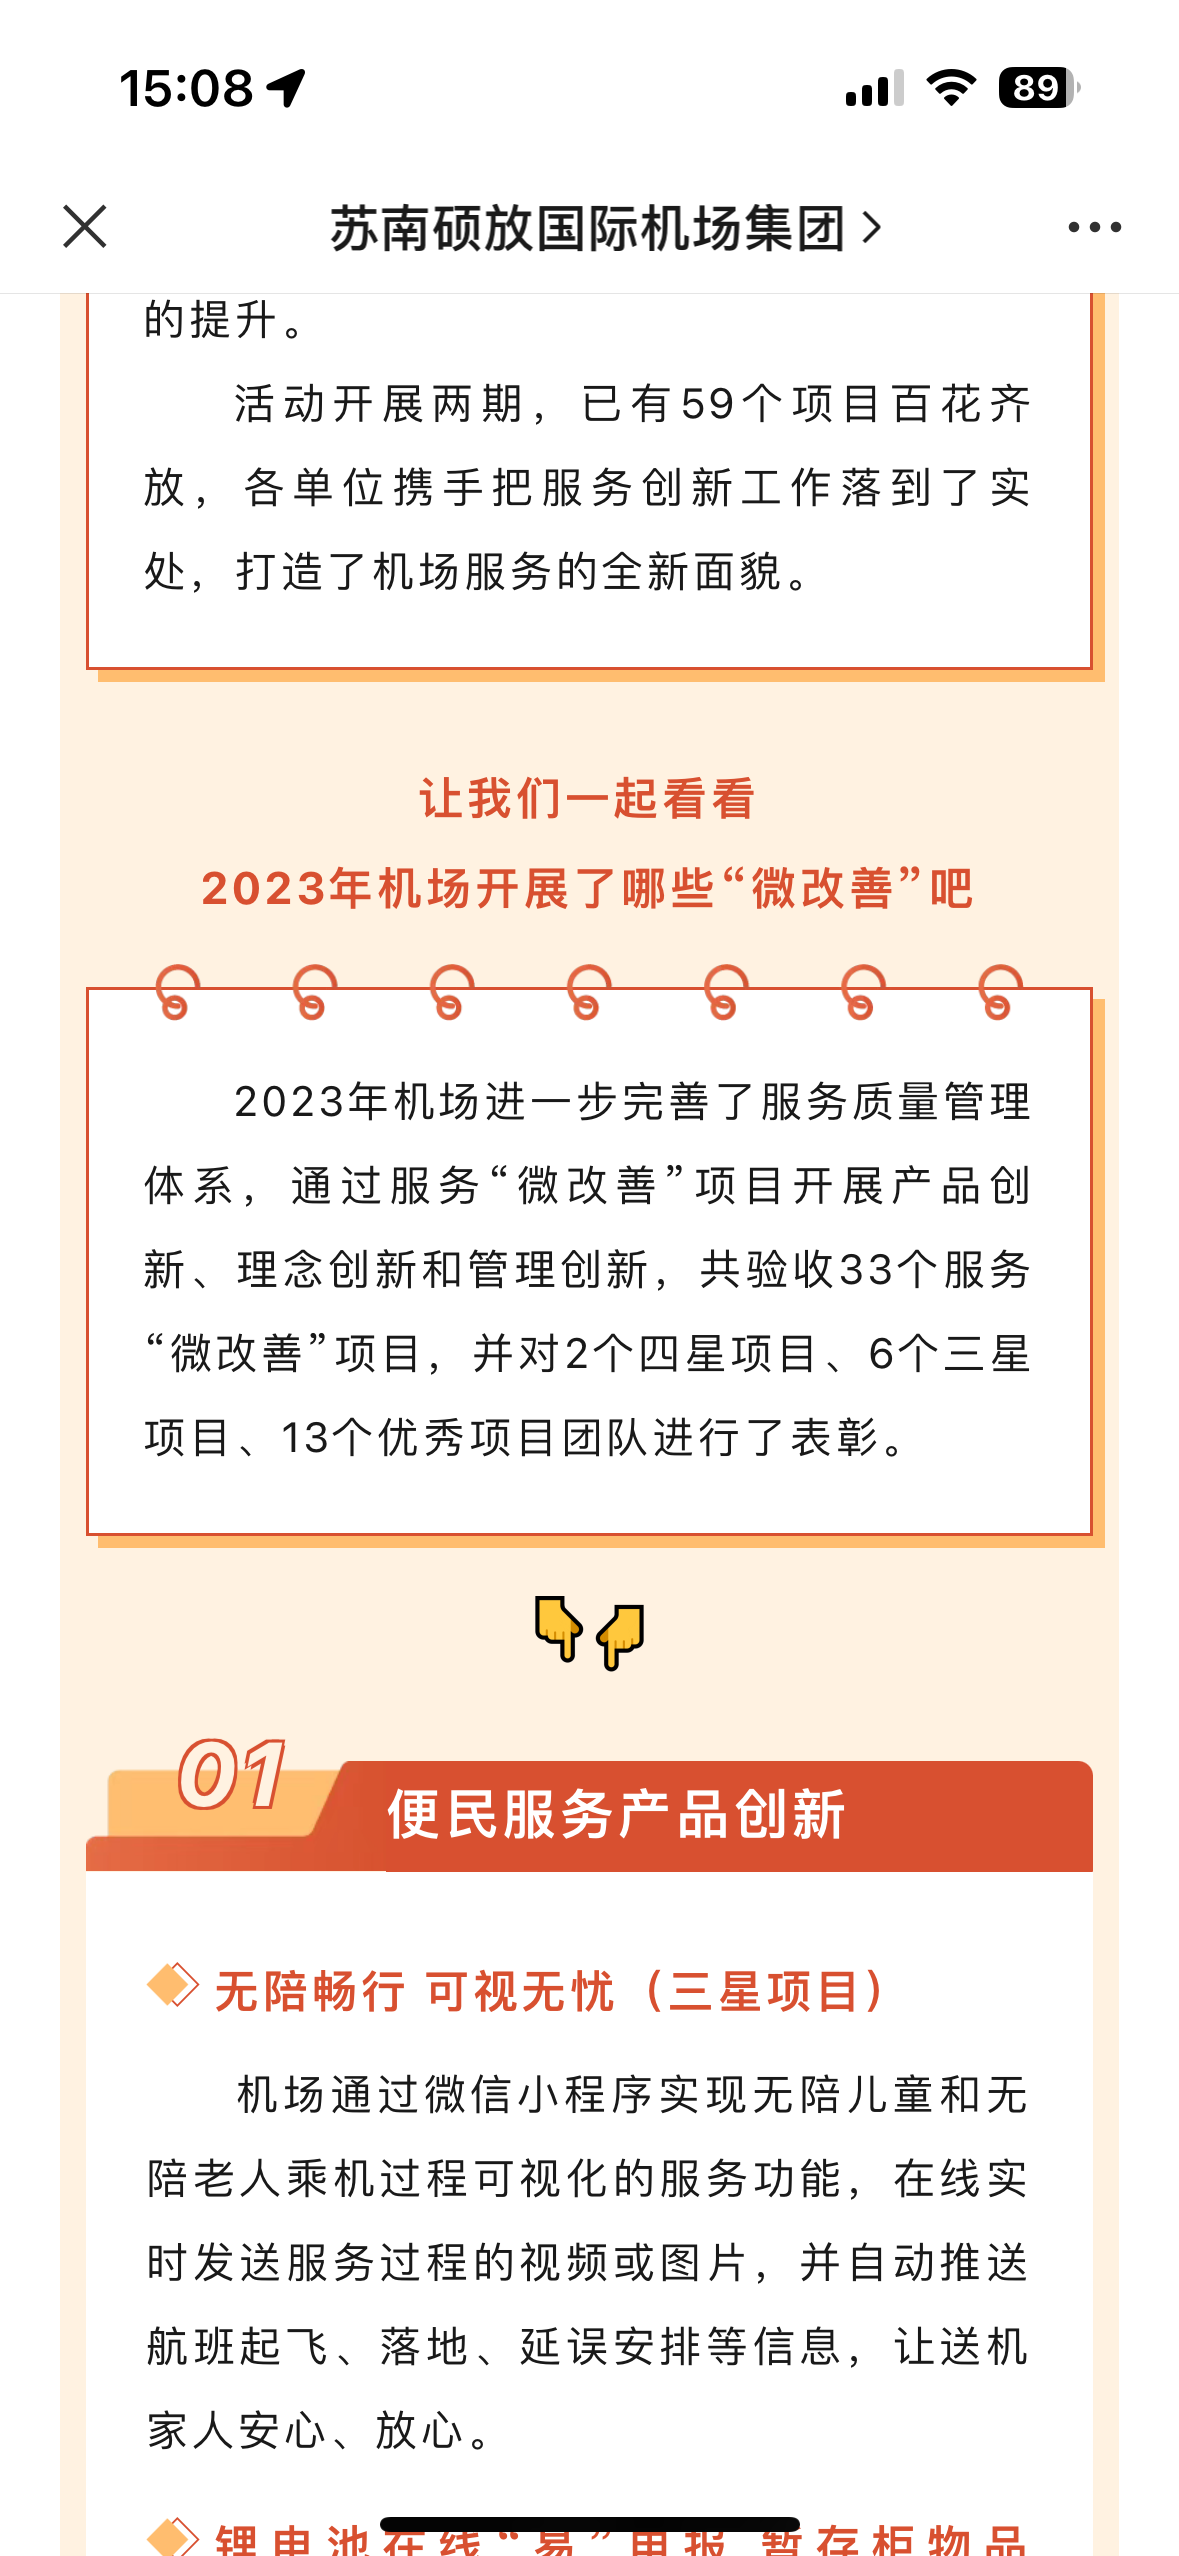 15:08
89
苏南硕放国际机场集团
的提升。
活动开展两期，已有59个项目百花齐
放，各单位携手把服务创新工作落到了实
处，打造了机场服务的全新面貌。
让我们一起看看
2023年机场开展了哪些“微改善”吧
2023年机场进一步完善了服务质量管理
体系，通过服务“微改善”项目开展产品创
新、理念创新和管理创新，共验收33个服务
“微改善”项目，并对2个四星项目、6个三星
项目、13个优秀项目团队进行了表彰。
01
便民服务产品创新
无陪畅行 可视无忧（三星项目）
机场通过微信小程序实现无陪儿童和无
陪老人乘机过程可视化的服务功能，在线实
时发送服务过程的视频或图片，并自动推送
航班起飞、落地、延误安排等信息，让送机
家人安心、放心。
锂电池在线“易”申报 暂存柜物品